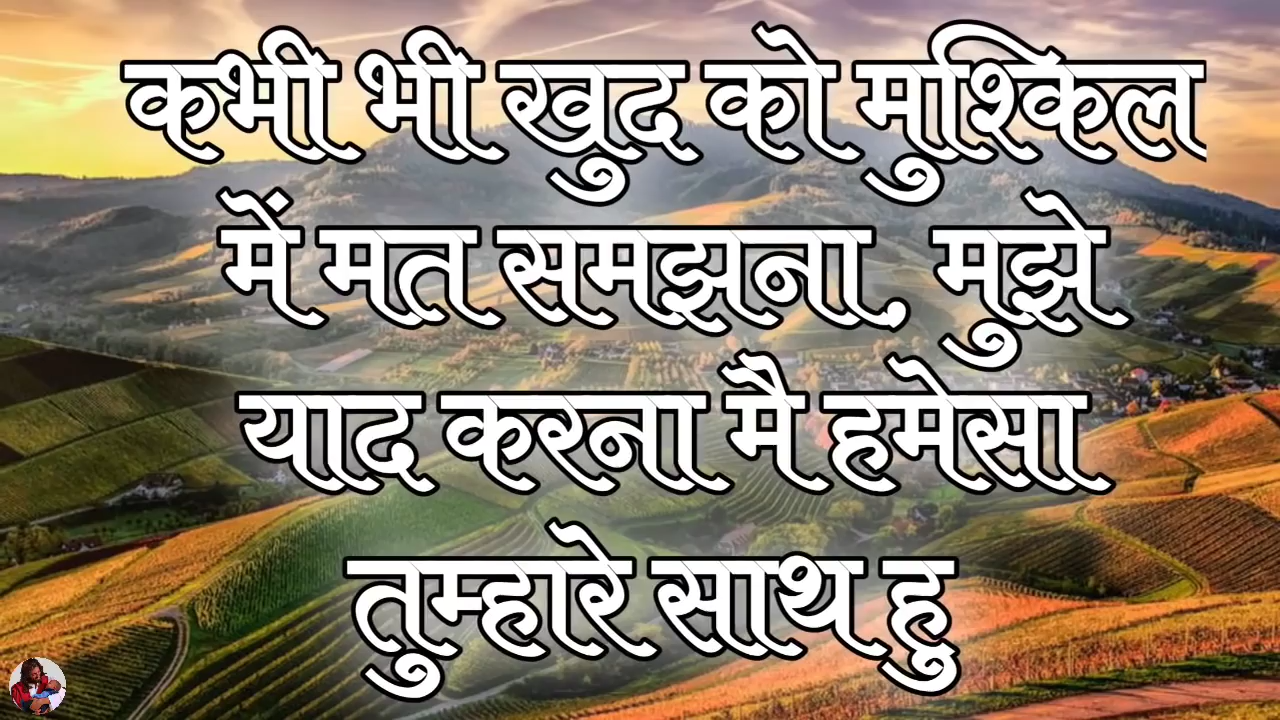 कभी भी खुद को मुश्किल
में मत समझना, मुझे
याद करना मै हमेसा
तुम्हारे साथ हु